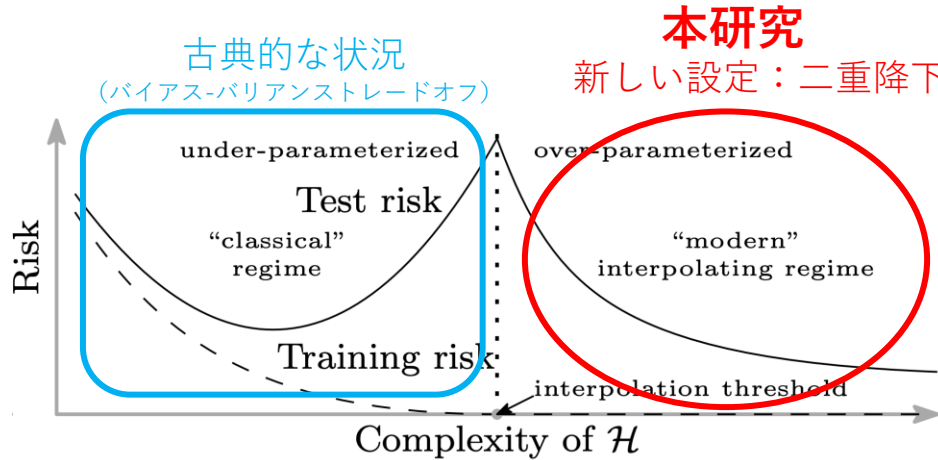 本研究
古典的な状況
新しい設定：二重降下
（バイアス-バリアンストレードオフ）
under-parameterized
over-parameterized
Test risk
“classical”
regime
“modern”
interpolating regime
Risk
Training risk
interpolation threshold
Complexity of ℋ